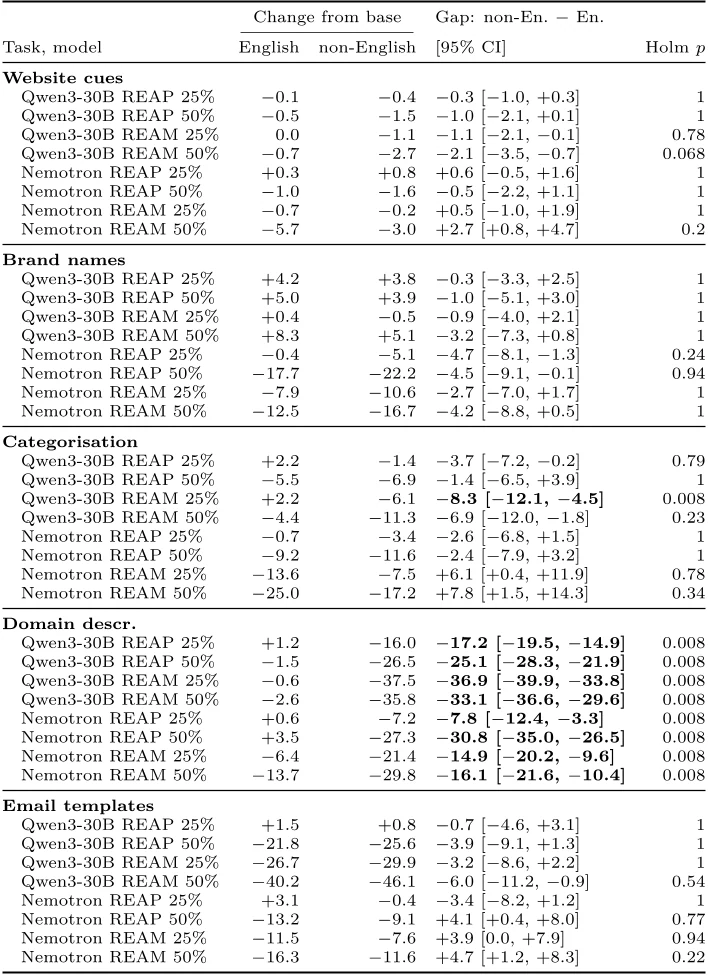 Change from base Gap: non-En. − En.
Task, model English non-English [95% CI] Holm p
Website cues
Qwen3-30B REAP 25% −0.1 −0.4 −0.3 [−1.0, +0.3] 1
Qwen3-30B REAP 50% −0.5 −1.5 −1.0 [−2.1, +0.1] 1
Qwen3-30B REAM 25% 0.0 −1.1 −1.1 [−2.1, −0.1] 0.78
Qwen3-30B REAM 50% −0.7 −2.7 −2.1 [−3.5, −0.7] 0.068
Nemotron REAP 25% +0.3 +0.8 +0.6 [−0.5, +1.6] 1
Nemotron REAP 50% −1.0 −1.6 −0.5 [−2.2, +1.1] 1
Nemotron REAM 25% −0.7 −0.2 +0.5 [−1.0, +1.9] 1
Nemotron REAM 50% −5.7 −3.0 +2.7 [+0.8, +4.7] 0.2
Brand names
Qwen3-30B REAP 25% +4.2 +3.8 −0.3 [−3.3, +2.5] 1
Qwen3-30B REAP 50% +5.0 +3.9 −1.0 [−5.1, +3.0] 1
Qwen3-30B REAM 25% +0.4 −0.5 −0.9 [−4.0, +2.1] 1
Qwen3-30B REAM 50% +8.3 +5.1 −3.2 [−7.3, +0.8] 1
Nemotron REAP 25% −0.4 −5.1 −4.7 [−8.1, −1.3] 0.24
Nemotron REAP 50% −17.7 −22.2 −4.5 [−9.1, −0.1] 0.94
Nemotron REAM 25% −7.9 −10.6 −2.7 [−7.0, +1.7] 1
Nemotron REAM 50% −12.5 −16.7 −4.2 [−8.8, +0.5] 1
Categorisation
Qwen3-30B REAP 25% +2.2 −1.4 −3.7 [−7.2, −0.2] 0.79
Qwen3-30B REAP 50% −5.5 −6.9 −1.4 [−6.5, +3.9] 1
Qwen3-30B REAM 25% +2.2 −6.1 −8.3 [−12.1, −4.5] 0.008
Qwen3-30B REAM 50% −4.4 −11.3 −6.9 [−12.0, −1.8] 0.23
Nemotron REAP 25% −0.7 −3.4 −2.6 [−6.8, +1.5] 1
Nemotron REAP 50% −9.2 −11.6 −2.4 [−7.9, +3.2] 1
Nemotron REAM 25% −13.6 −7.5 +6.1 [+0.4, +11.9] 0.78
Nemotron REAM 50% −25.0 −17.2 +7.8 [+1.5, +14.3] 0.34
Domain descr.
Qwen3-30B REAP 25% +1.2 −16.0 −17.2 [−19.5, −14.9] 0.008
Qwen3-30B REAP 50% −1.5 −26.5 −25.1 [−28.3, −21.9] 0.008
Qwen3-30B REAM 25% −0.6 −37.5 −36.9 [−39.9, −33.8] 0.008
Qwen3-30B REAM 50% −2.6 −35.8 −33.1 [−36.6, −29.6] 0.008
Nemotron REAP 25% +0.6 −7.2 −7.8 [−12.4, −3.3] 0.008
Nemotron REAP 50% +3.5 −27.3 −30.8 [−35.0, −26.5] 0.008
Nemotron REAM 25% −6.4 −21.4 −14.9 [−20.2, −9.6] 0.008
Nemotron REAM 50% −13.7 −29.8 −16.1 [−21.6, −10.4] 0.008
Email templates
Qwen3-30B REAP 25% +1.5 +0.8 −0.7 [−4.6, +3.1] 1
Qwen3-30B REAP 50% −21.8 −25.6 −3.9 [−9.1, +1.3] 1
Qwen3-30B REAM 25% −26.7 −29.9 −3.2 [−8.6, +2.2] 1
Qwen3-30B REAM 50% −40.2 −46.1 −6.0 [−11.2, −0.9] 0.54
Nemotron REAP 25% +3.1 −0.4 −3.4 [−8.2, +1.2] 1
Nemotron REAP 50% −13.2 −9.1 +4.1 [+0.4, +8.0] 0.77
Nemotron REAM 25% −11.5 −7.6 +3.9 [0.0, +7.9] 0.94
Nemotron REAM 50% −16.3 −11.6 +4.7 [+1.2, +8.3] 0.22